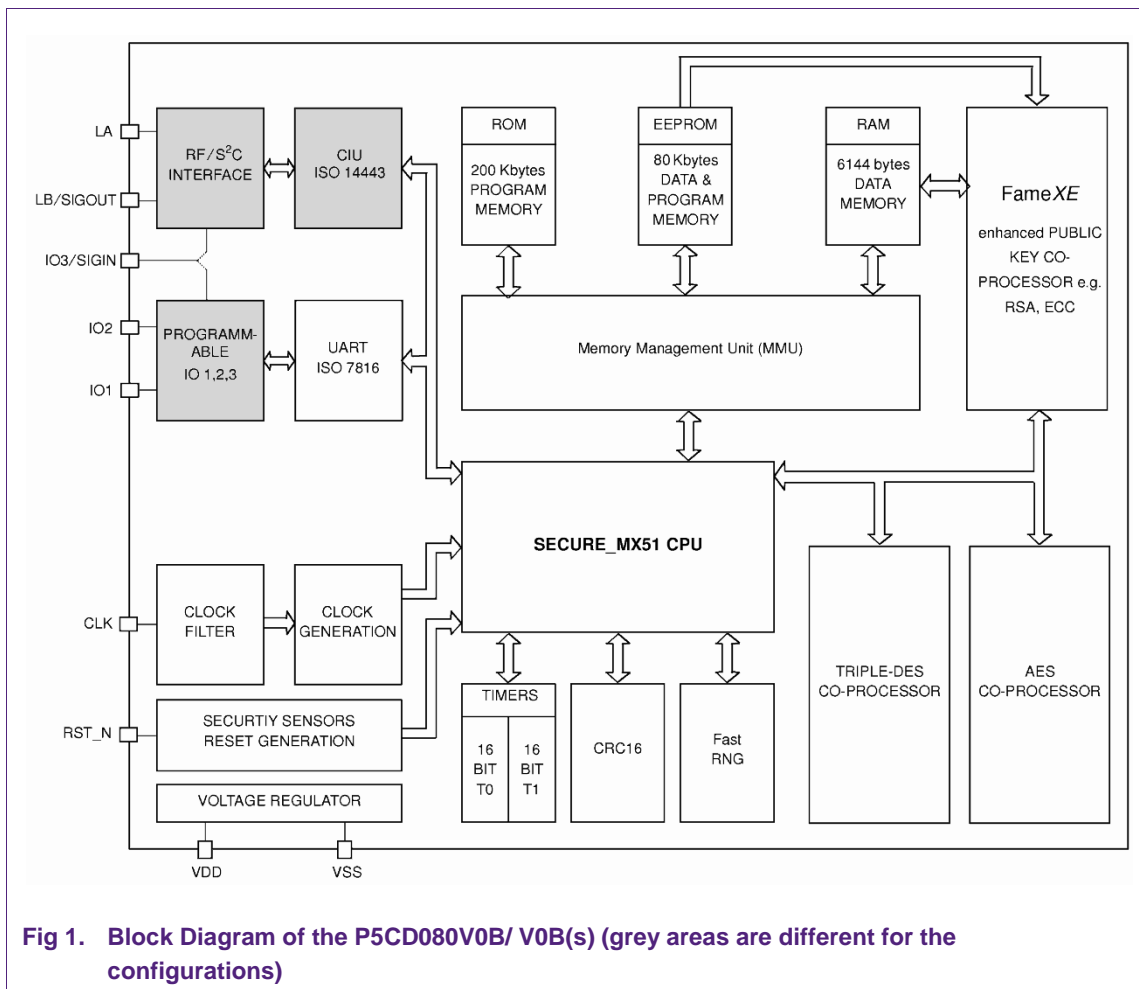 LA
LB/SIGOUT
IO3/SIGIN
IO2
IO1
CLK
RST_N
RF/S²C
INTERFACE
CIU
ISO 14443
PROGRAMM-
ABLE
IO 1,2,3
UART
ISO 7816
ROM
200 Kbytes
PROGRAM
MEMORY
EEPROM
80 Kbytes
DATA &
PROGRAM
MEMORY
RAM
6144 bytes
DATA
MEMORY
FameXE
enhanced PUBLIC
KEY CO-
PROCESSOR e.g.
RSA, ECC
Memory Management Unit (MMU)
SECURE_MX51 CPU
CLOCK
FILTER
CLOCK
GENERATION
SECURTIY SENSORS
RESET GENERATION
VOLTAGE REGULATOR
VDD
VSS
TIMERS
16
BIT
T0
16
BIT
T1
CRC16
Fast
RNG
TRIPLE-DES
CO-PROCESSOR
AES
CO-PROCESSOR
Fig 1. Block Diagram of the P5CD080V0B/ V0B(s) (grey areas are different for the
configurations)